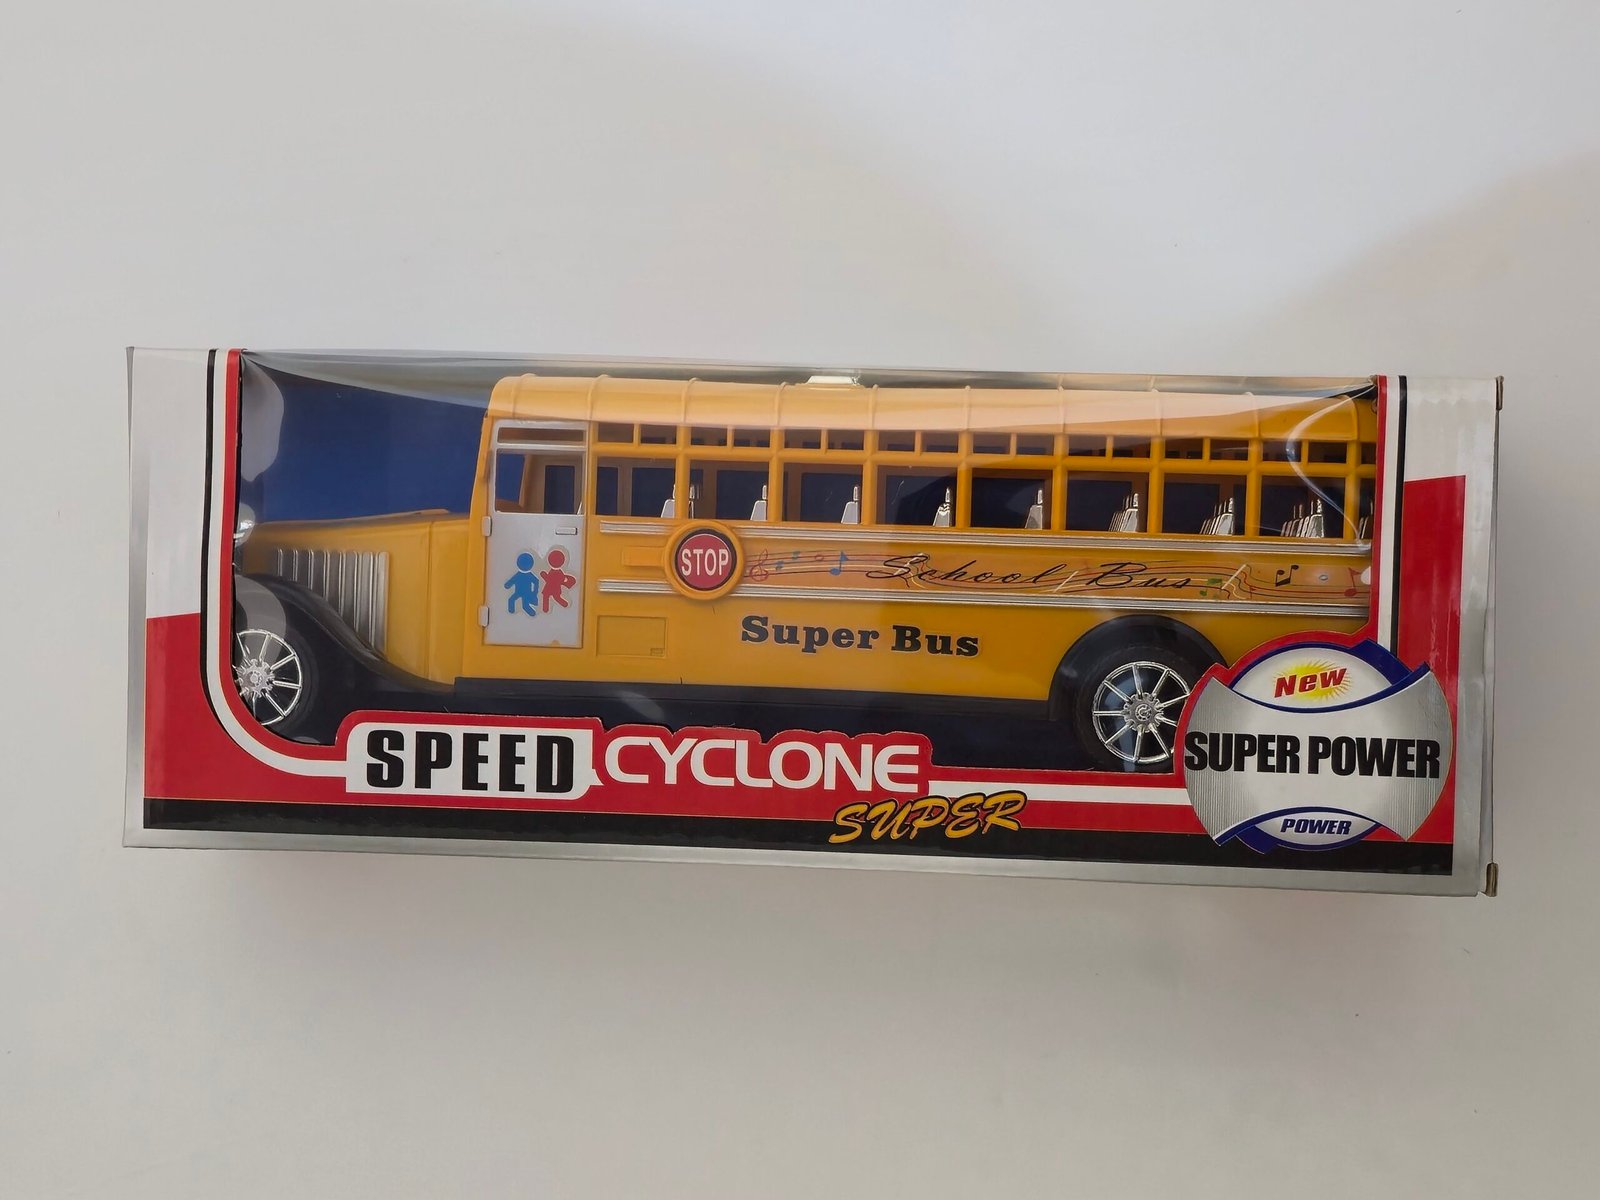 STOP
School Bus
Super Bus
New
SUPER POWER
POWER
SPEED CYCLONE
SUPER